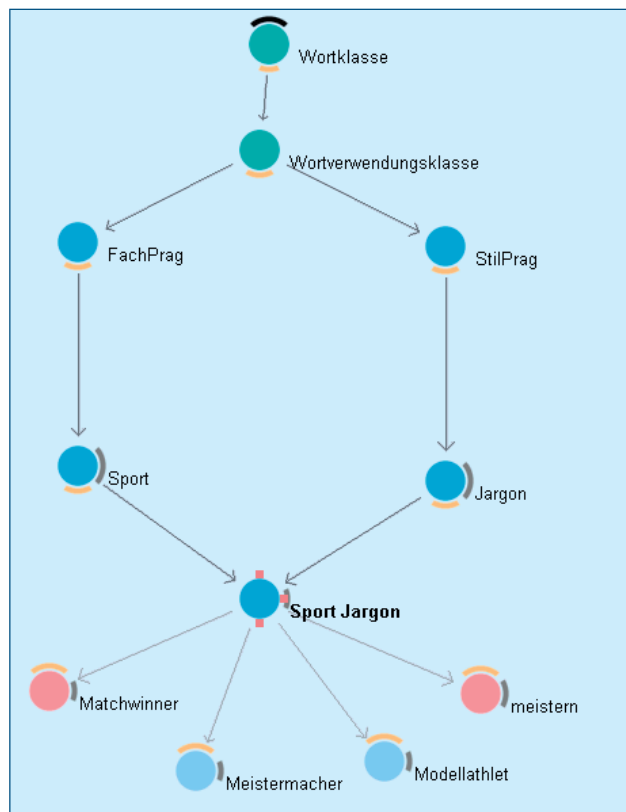 Wortklasse
Wortverwendungsklasse
FachPrag
StilPrag
Sport
Jargon
Sport Jargon
Matchwinner
meistern
Meistermacher
Modellathlet